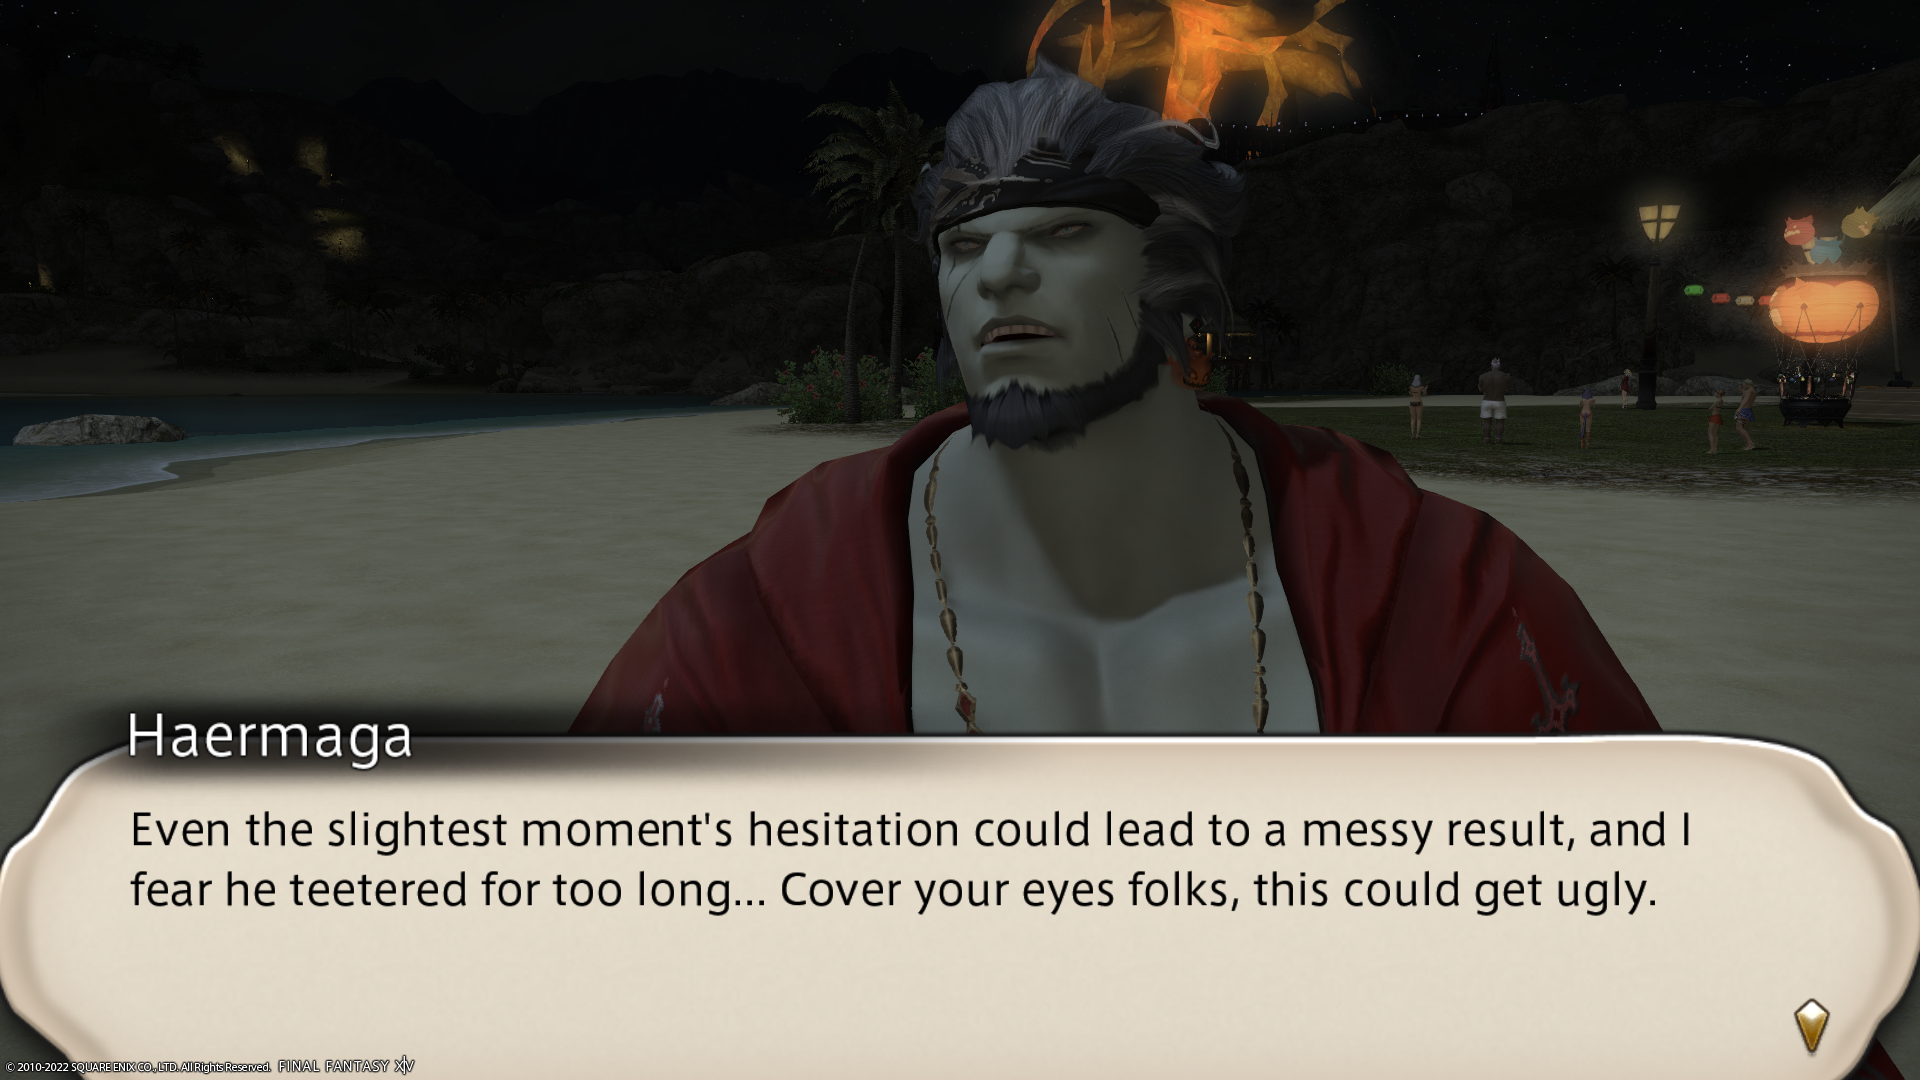 Haermaga
Even the slightest moment's hesitation could lead to a messy result, and I
fear he teetered for too long... Cover your eyes folks, this could get ugly.
© 2010-2022 SQUARE ENIX CO., LTD. All Rights Reserved. FINAL FANTASY XIV